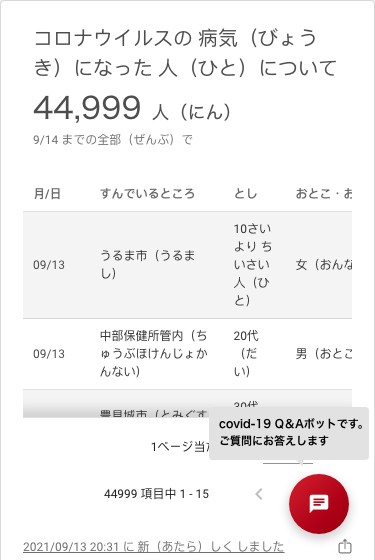 コロナウイルスの 病気（びょう
き）になった 人（ひと）について
44,999 人（にん）
9/14 までの全部（ぜんぶ）で
月/日 すんでいるところ とし おとこ・お
09/13 うるま市（うるまし） 10さいより ちいさい人（ひと） 女（おんな
09/13 中部保健所管内（ちゅうぶほけんじょかんない） 20代（だい） 男（おとこ
豊見城市（とみぐす 30代
1ページ当た
covid-19 Q&Aボットです。
ご質問にお答えします
44999 項目中 1 - 15
2021/09/13 20:31 に 新（あたら）しく しました